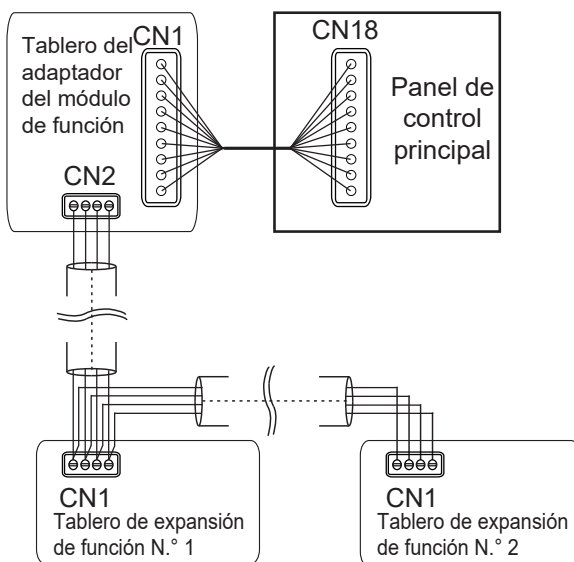 CN1
Tablero del
adaptador
del módulo
de función
CN2
CN18
Panel de
control
principal
CN1
Tablero de expansión
de función N.° 1
CN1
Tablero de expansión
de función N.° 2